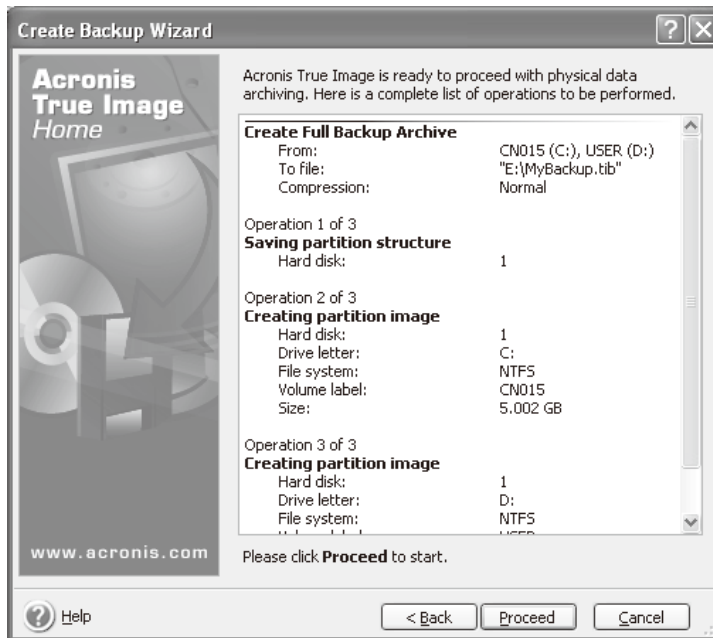 Create Backup Wizard
Acronis
True Image
Home
Acronis True Image is ready to proceed with physical data
archiving. Here is a complete list of operations to be performed.
Create Full Backup Archive
From: CN015 (C:), USER (D:)
To file: "E:\MyBackup.tib"
Compression: Normal
Operation 1 of 3
Saving partition structure
Hard disk: 1
Operation 2 of 3
Creating partition image
Hard disk: 1
Drive letter: C:
File system: NTFS
Volume label: CN015
Size: 5.002 GB
Operation 3 of 3
Creating partition image
Hard disk: 1
Drive letter: D:
File system: NTFS
www.acronis.com
Please click Proceed to start.
Help
< Back
Proceed
Cancel